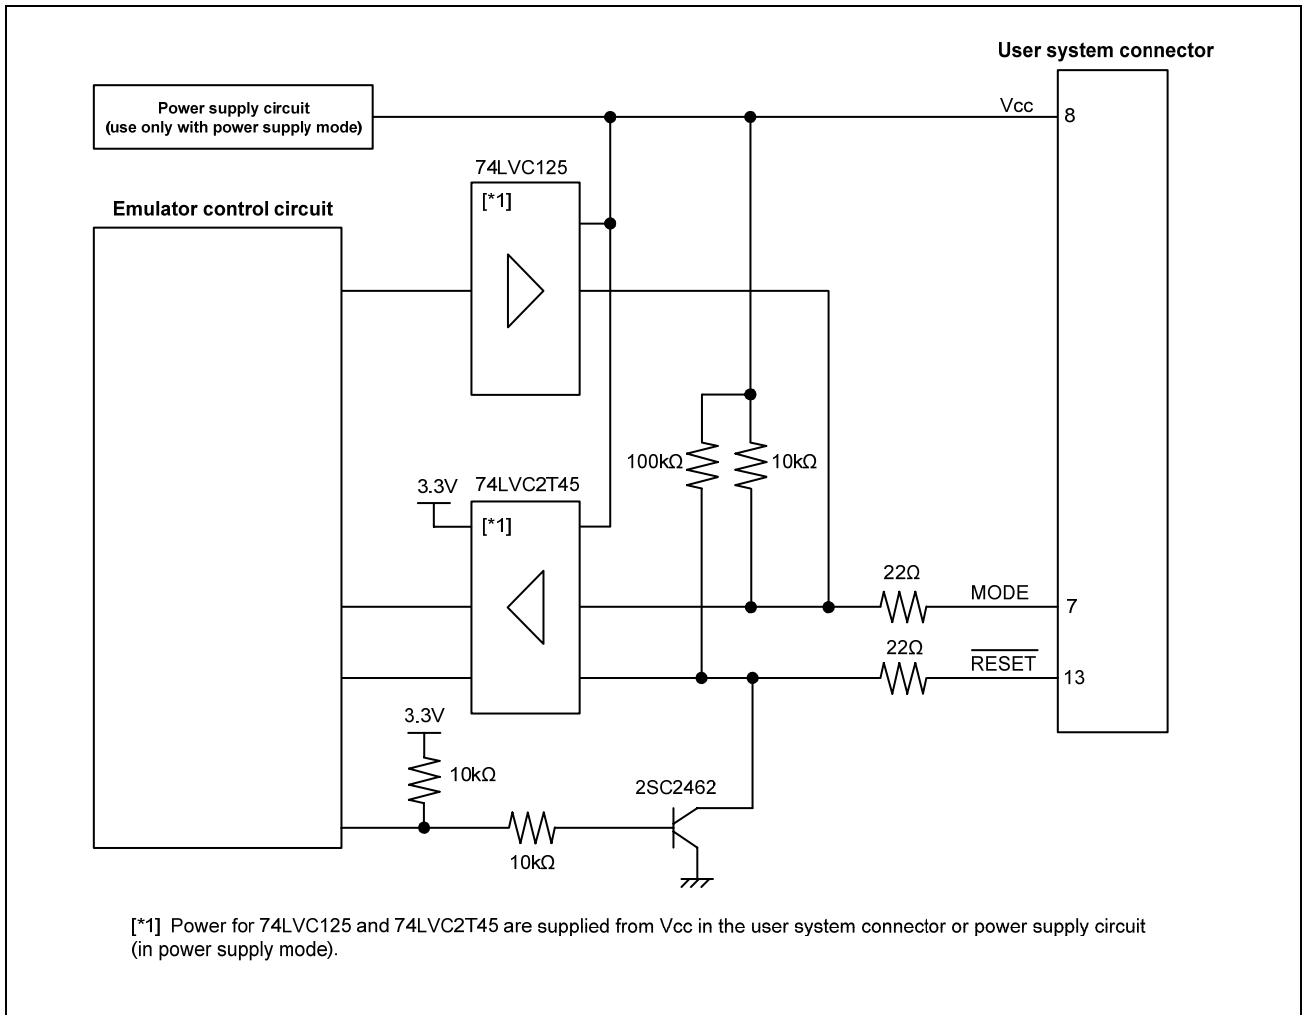 User system connector
Power supply circuit
(use only with power supply mode)
Vcc
8
74LVC125
[*1]
Emulator control circuit
100kΩ
10kΩ
3.3V
74LVC2T45
[*1]
22Ω
MODE
7
22Ω
RESET
13
3.3V
10kΩ
2SC2462
10kΩ
[*1] Power for 74LVC125 and 74LVC2T45 are supplied from Vcc in the user system connector or power supply circuit
(in power supply mode).